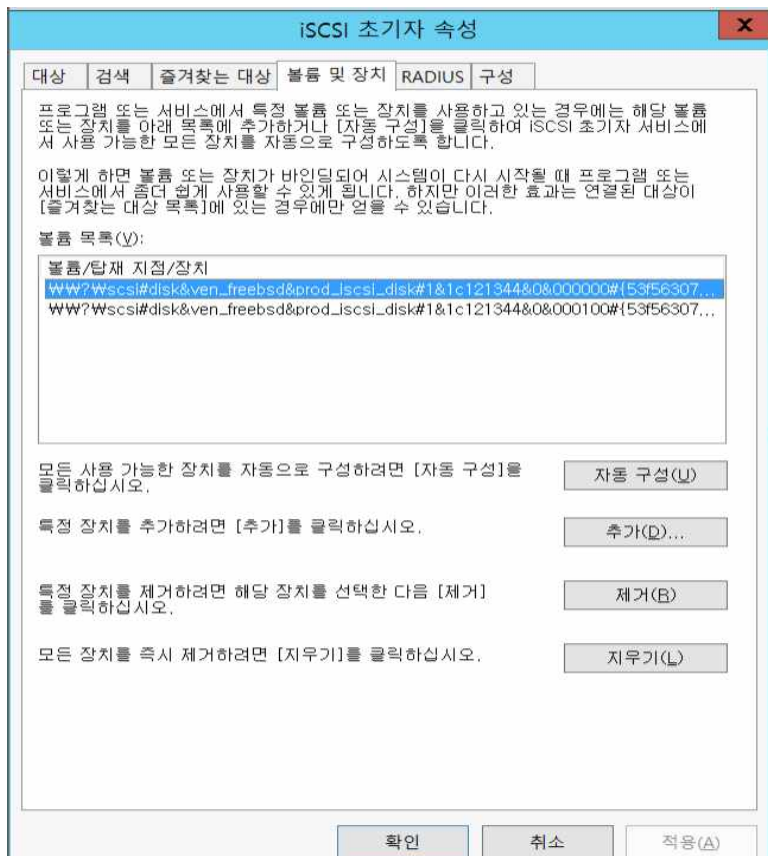 iSCSI 초기자 속성
x
대상 검색 즐겨찾는 대상 볼륨 및 장치 RADIUS 구성
프로그램 또는 서비스에서 특정 볼륨 또는 장치를 사용하고 있는 경우에는 해당 볼륨
또는 장치를 아래 목록에 추가하거나 [자동 구성]을 클릭하여 iSCSI 초기자 서비스에
서 사용 가능한 모든 장치를 자동으로 구성하도록 합니다.
이렇게 하면 볼륨 또는 장치가 바인딩되어 시스템이 다시 시작될 때 프로그램 또는
서비스에서 좀더 쉽게 사용할 수 있게 됩니다. 하지만 이러한 효과는 연결된 대상이
[즐겨찾는 대상 목록]에 있는 경우에만 얻을 수 있습니다.
볼륨 목록(V):
볼륨/탑재 지점/장치
₩₩?₩scsi#disk&ven_freebsd&prod_iscsi_disk#1&1c121344&0&000000#{53f56307...
₩₩?₩scsi#disk&ven_freebsd&prod_iscsi_disk#1&1c121344&0&000100#{53f56307...
모든 사용 가능한 장치를 자동으로 구성하려면 [자동 구성]을
클릭하십시오.
자동 구성(U)
특정 장치를 추가하려면 [추가]를 클릭하십시오.
추가(D)...
특정 장치를 제거하려면 해당 장치를 선택한 다음 [제거]
를 클릭하십시오.
제거(R)
모든 장치를 즉시 제거하려면 [지우기]를 클릭하십시오.
지우기(L)
확인 취소 적용(A)